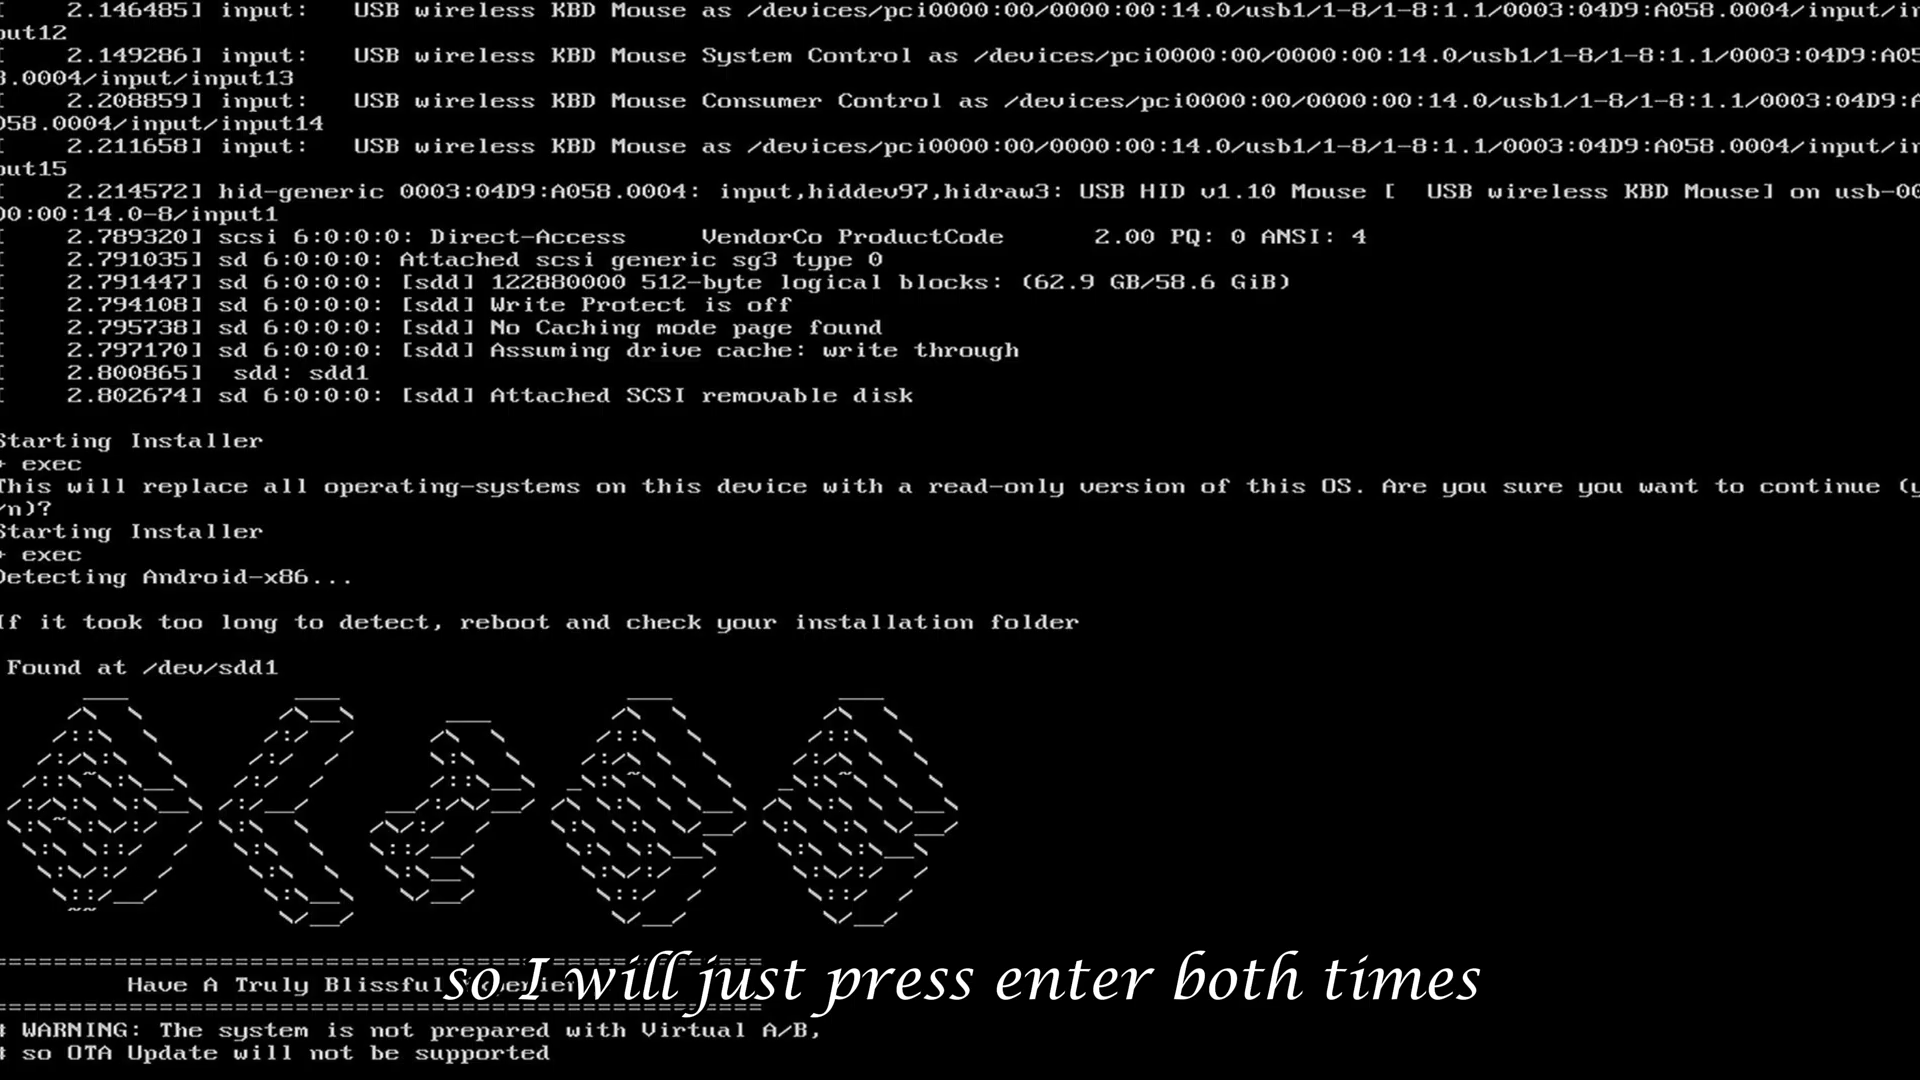 2.146485] input:   USB wireless KBD Mouse as /devices/pci0000:00/0000:00:14.0/usb1/1-8/1-8:1.1/0003:04D9:A058.0004/input/in
put12
[    2.149286] input:   USB wireless KBD Mouse System Control as /devices/pci0000:00/0000:00:14.0/usb1/1-8/1-8:1.1/0003:04D9:A05
8.0004/input/input13
[    2.208859] input:   USB wireless KBD Mouse Consumer Control as /devices/pci0000:00/0000:00:14.0/usb1/1-8/1-8:1.1/0003:04D9:A
058.0004/input/input14
[    2.211658] input:   USB wireless KBD Mouse as /devices/pci0000:00/0000:00:14.0/usb1/1-8/1-8:1.1/0003:04D9:A058.0004/input/in
put15
[    2.214572] hid-generic 0003:04D9:A058.0004: input,hiddev97,hidraw3: USB HID v1.10 Mouse [  USB wireless KBD Mouse] on usb-00
00:00:14.0-8/input1
[    2.789320] scsi 6:0:0:0: Direct-Access     VendorCo ProductCode      2.00 PQ: 0 ANSI: 4
[    2.791035] sd 6:0:0:0: Attached scsi generic sg3 type 0
[    2.791447] sd 6:0:0:0: [sdd] 122880000 512-byte logical blocks: (62.9 GB/58.6 GiB)
[    2.794108] sd 6:0:0:0: [sdd] Write Protect is off
[    2.795738] sd 6:0:0:0: [sdd] No Caching mode page found
[    2.797170] sd 6:0:0:0: [sdd] Assuming drive cache: write through
[    2.800865]  sdd: sdd1
[    2.802674] sd 6:0:0:0: [sdd] Attached SCSI removable disk
Starting Installer
+ exec
This will replace all operating-systems on this device with a read-only version of this OS. Are you sure you want to continue (y
/n)?
Starting Installer
+ exec
Detecting Android-x86...
If it took too long to detect, reboot and check your installation folder
Found at /dev/sdd1
Have A Truly Blissful
so I will just press enter both times
# WARNING: The system is not prepared with Virtual A/B,
# so OTA Update will not be supported